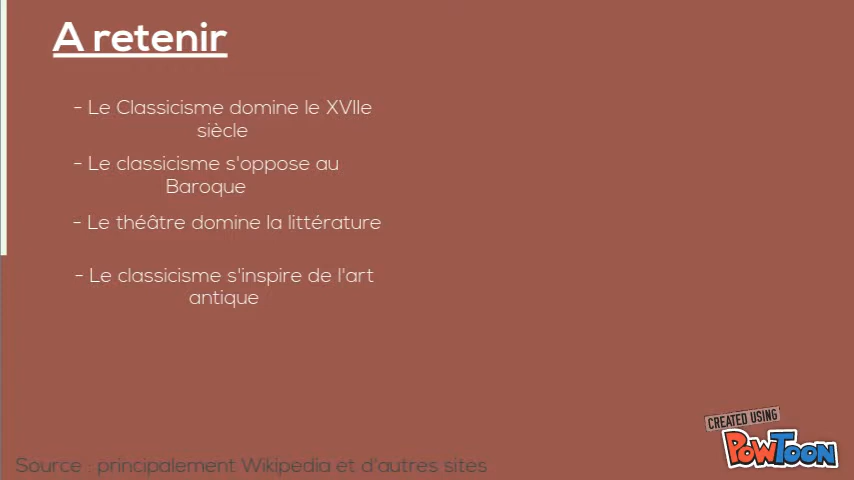 A retenir
- Le Classicisme domine le XVIIe
siècle
- Le classicisme s'oppose au
Baroque
- Le théâtre domine la littérature
- Le classicisme s'inspire de l'art
antique
CREATED USING
POWTOON
Source : principalement Wikipedia et d'autres sites